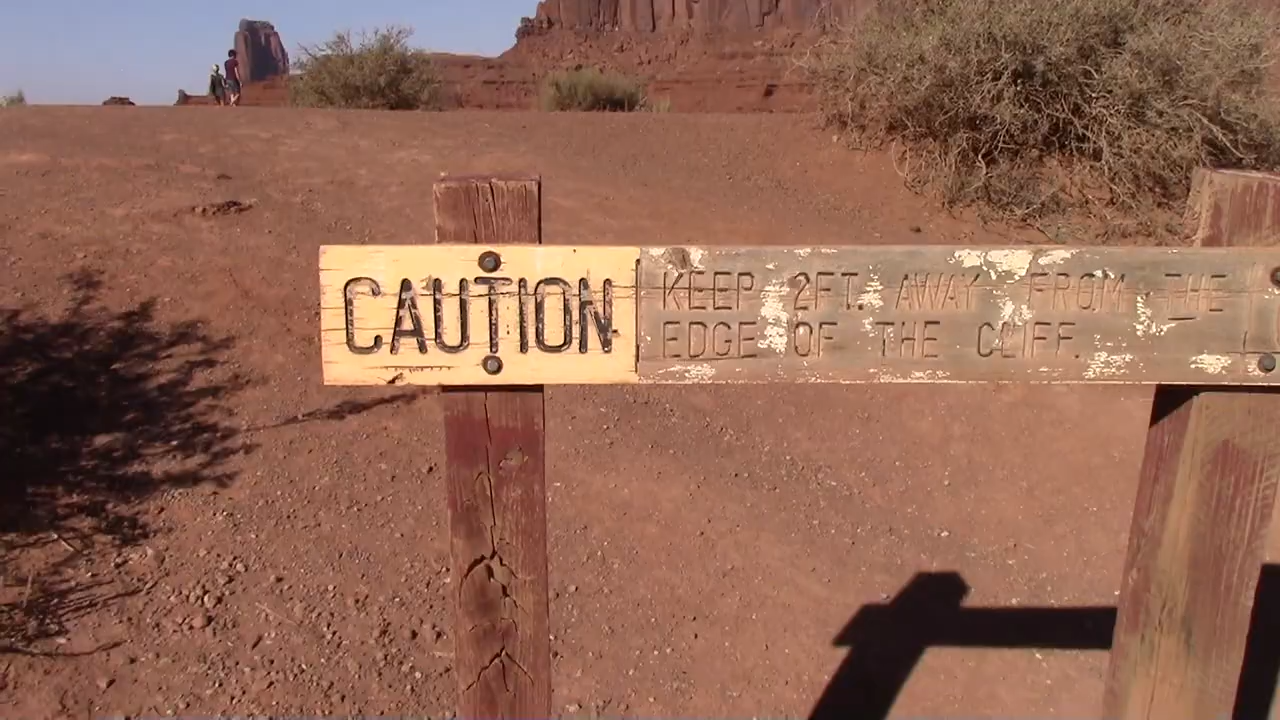 CAUTION
KEEP 2FT. AWAY FROM THE
EDGE OF THE CLIFF.